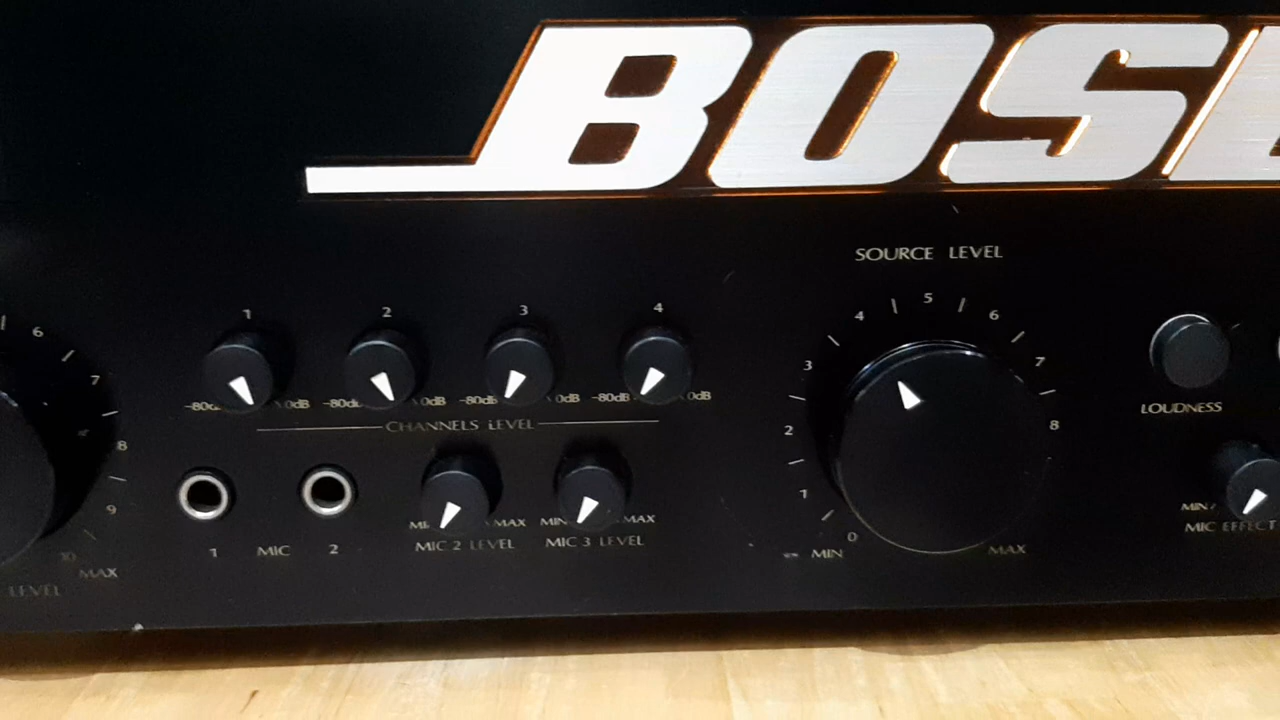 BOSE
SOURCE LEVEL
1 2 3 4
-80dB 0dB -80dB 0dB -80dB 0dB -80dB 0dB
CHANNELS LEVEL
6
7
8
9
10
MAX
LEVEL
1 MIC 2
MAX
MIC 2 LEVEL
MIN MAX
MIC 3 LEVEL
0
1
2
3
4
5
6
7
8
MIN MAX
LOUDNESS
MIN
MIC EFFECT